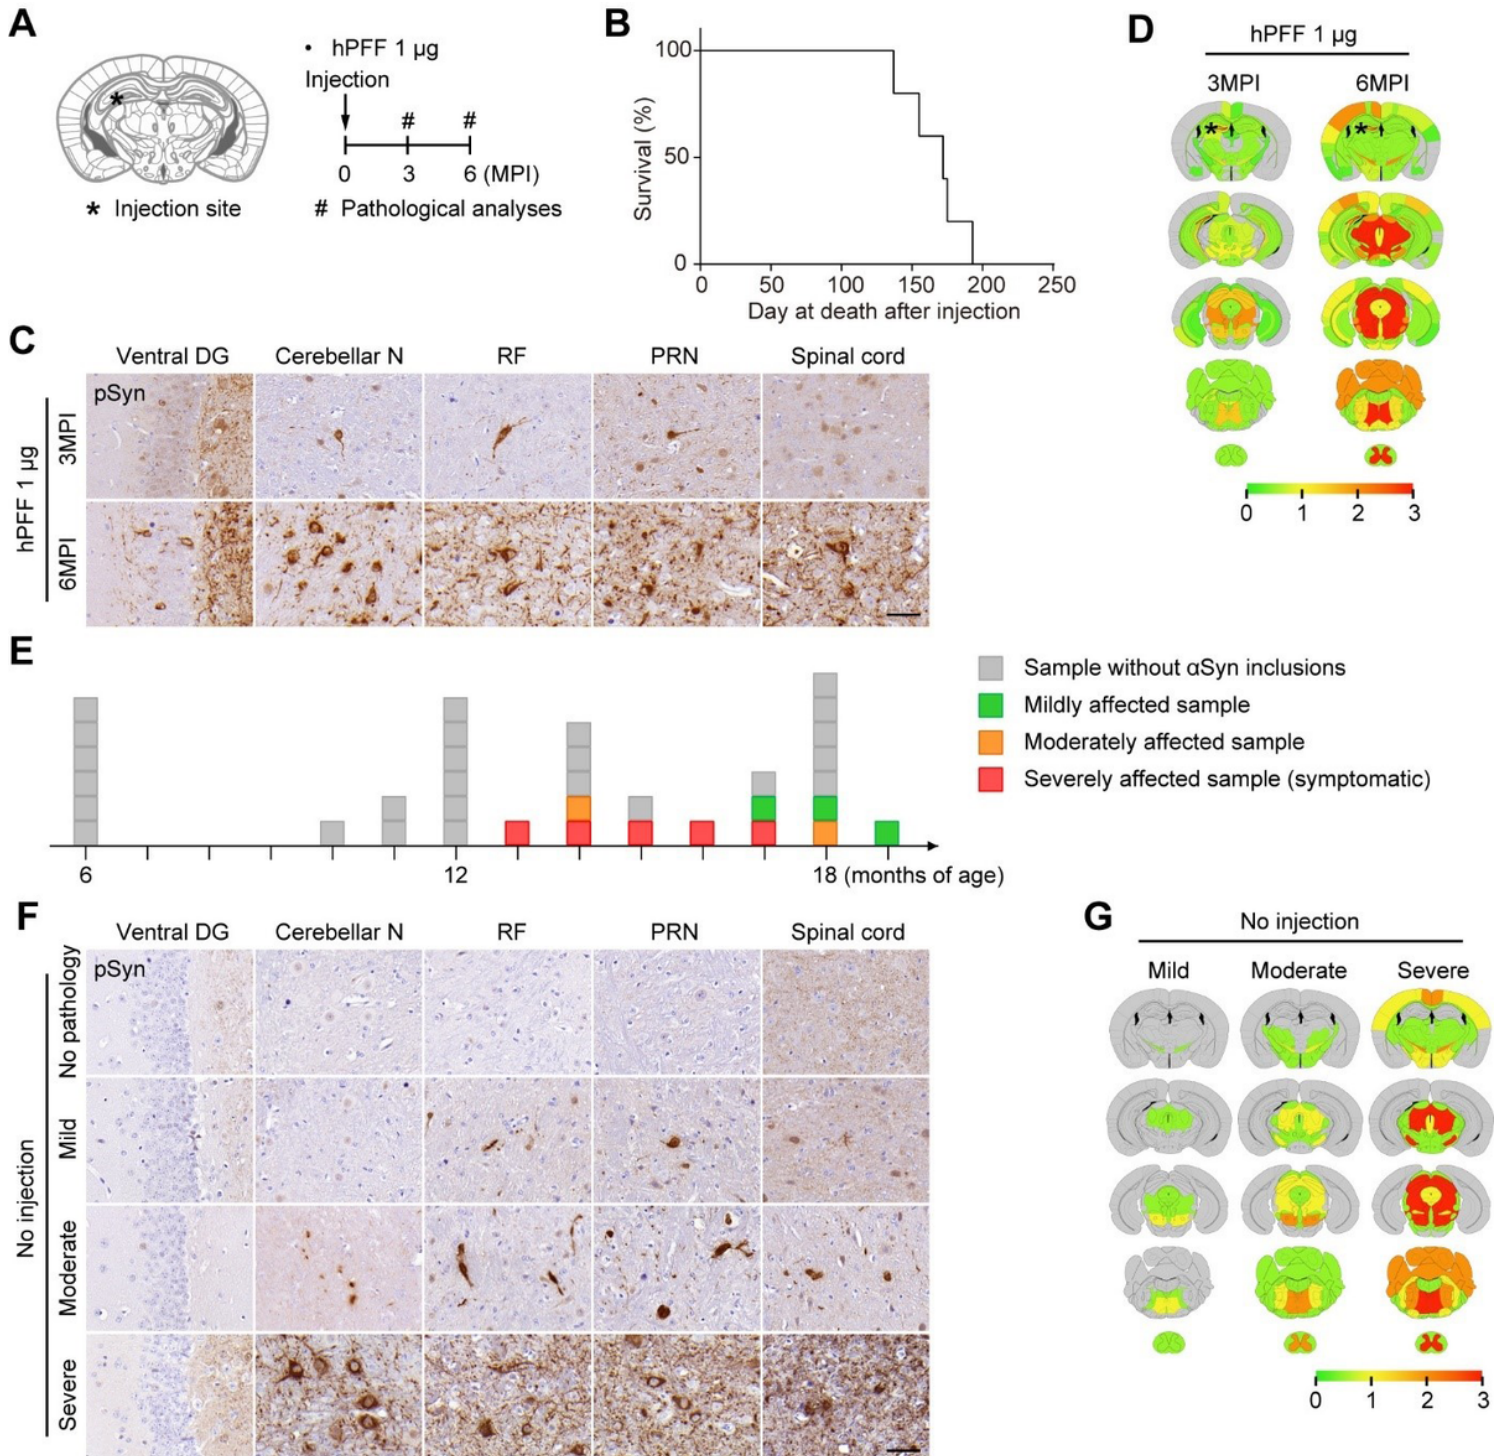 A
• hPFF 1 µg
Injection
# #
0 3 6 (MPI)
* Injection site
# Pathological analyses
B
Survival (%)
100
50
0
0 50 100 150 200 250
Day at death after injection
C
Ventral DG Cerebellar N RF PRN Spinal cord
pSyn
hPFF 1 µg
3MPI
6MPI
D
hPFF 1 µg
3MPI 6MPI
0 1 2 3
E
6 12 18 (months of age)
Sample without αSyn inclusions
Mildly affected sample
Moderately affected sample
Severely affected sample (symptomatic)
F
Ventral DG Cerebellar N RF PRN Spinal cord
pSyn
No injection
No pathology
Mild
Moderate
Severe
G
No injection
Mild Moderate Severe
0 1 2 3